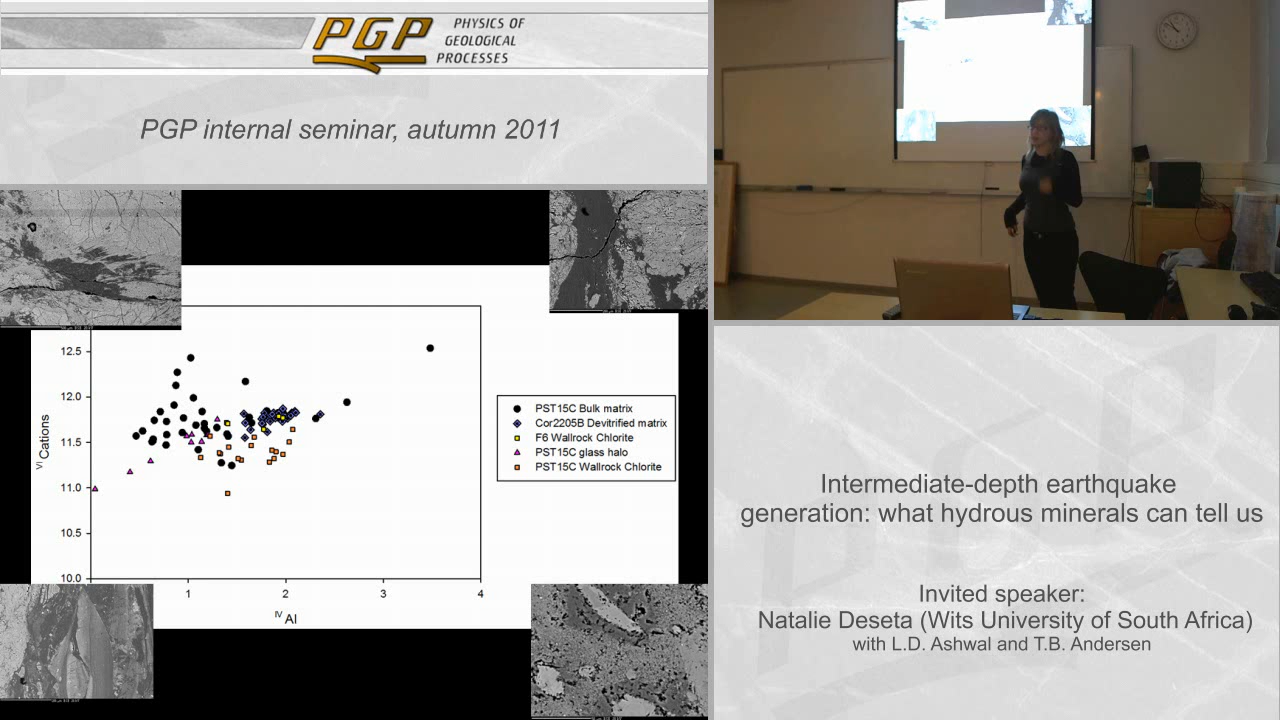 PGP
PHYSICS OF
GEOLOGICAL
PROCESSES
PGP internal seminar, autumn 2011
12.5
12.0
11.5
11.0
10.5
10.0
VI Cations
1
2
3
4
IV Al
PST15C Bulk matrix
Cor2205B Devitrified matrix
F6 Wallrock Chlorite
PST15C glass halo
PST15C Wallrock Chlorite
Intermediate-depth earthquake
generation: what hydrous minerals can tell us
Invited speaker:
Natalie Deseta (Wits University of South Africa)
with L.D. Ashwal and T.B. Andersen